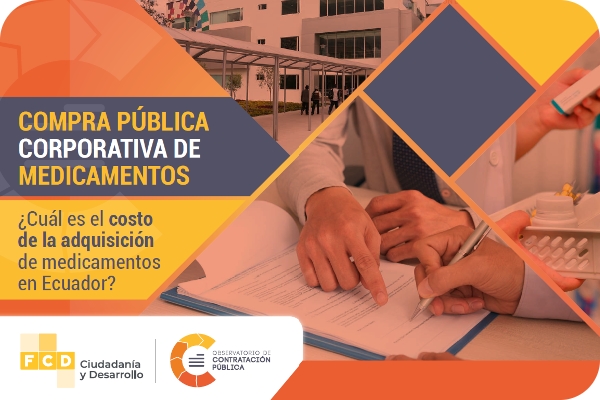 COMPRA PÚBLICA
CORPORATIVA DE
MEDICAMENTOS
¿Cuál es el costo
de la adquisición
de medicamentos
en Ecuador?
FCD
Ciudadanía
y Desarrollo
OBSERVATORIO DE
CONTRATACIÓN
PÚBLICA